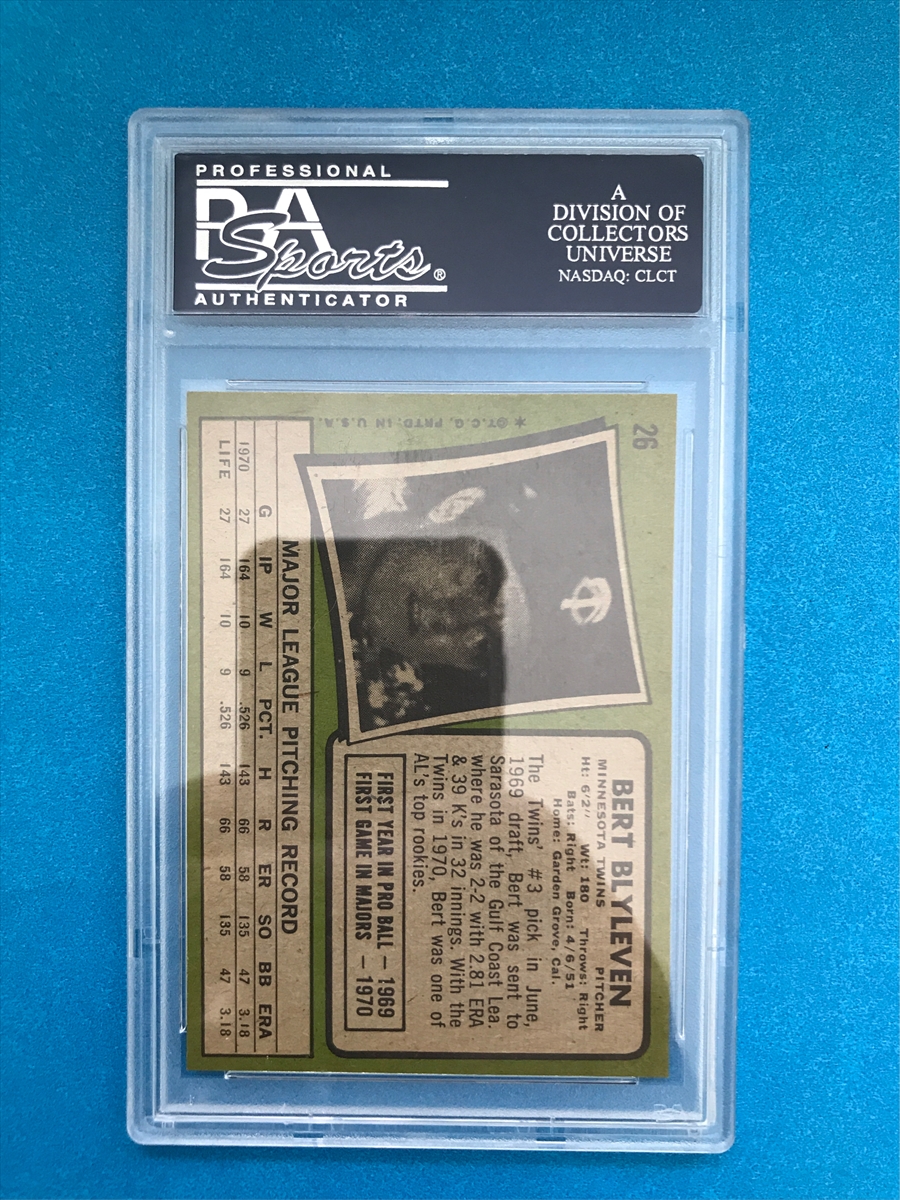 PROFESSIONAL
PSA
Sports®
AUTHENTICATOR
A
DIVISION OF
COLLECTORS
UNIVERSE
NASDAQ: CLCT
26
★ ©T.C.G. PRTD. IN U.S.A.
BERT BLYLEVEN
MINNESOTA TWINS PITCHER
Ht: 6'2" Wt: 180 Throws: Right
Bats: Right Born: 4/6/51
Home: Garden Grove, Cal.
The Twins' #3 pick in June,
1969 draft, Bert was sent to
Sarasota of the Gulf Coast Lea.
where he was 2-2 with 2.81 ERA
& 39 K's in 32 innings. With the
Twins in 1970, Bert was one of
AL's top rookies.
FIRST YEAR IN PRO BALL — 1969
FIRST GAME IN MAJORS — 1970
MAJOR LEAGUE PITCHING RECORD
G IP W L PCT. H R ER SO BB ERA
1970 27 164 10 9 .526 143 66 58 135 47 3.18
LIFE 27 164 10 9 .526 143 66 58 135 47 3.18